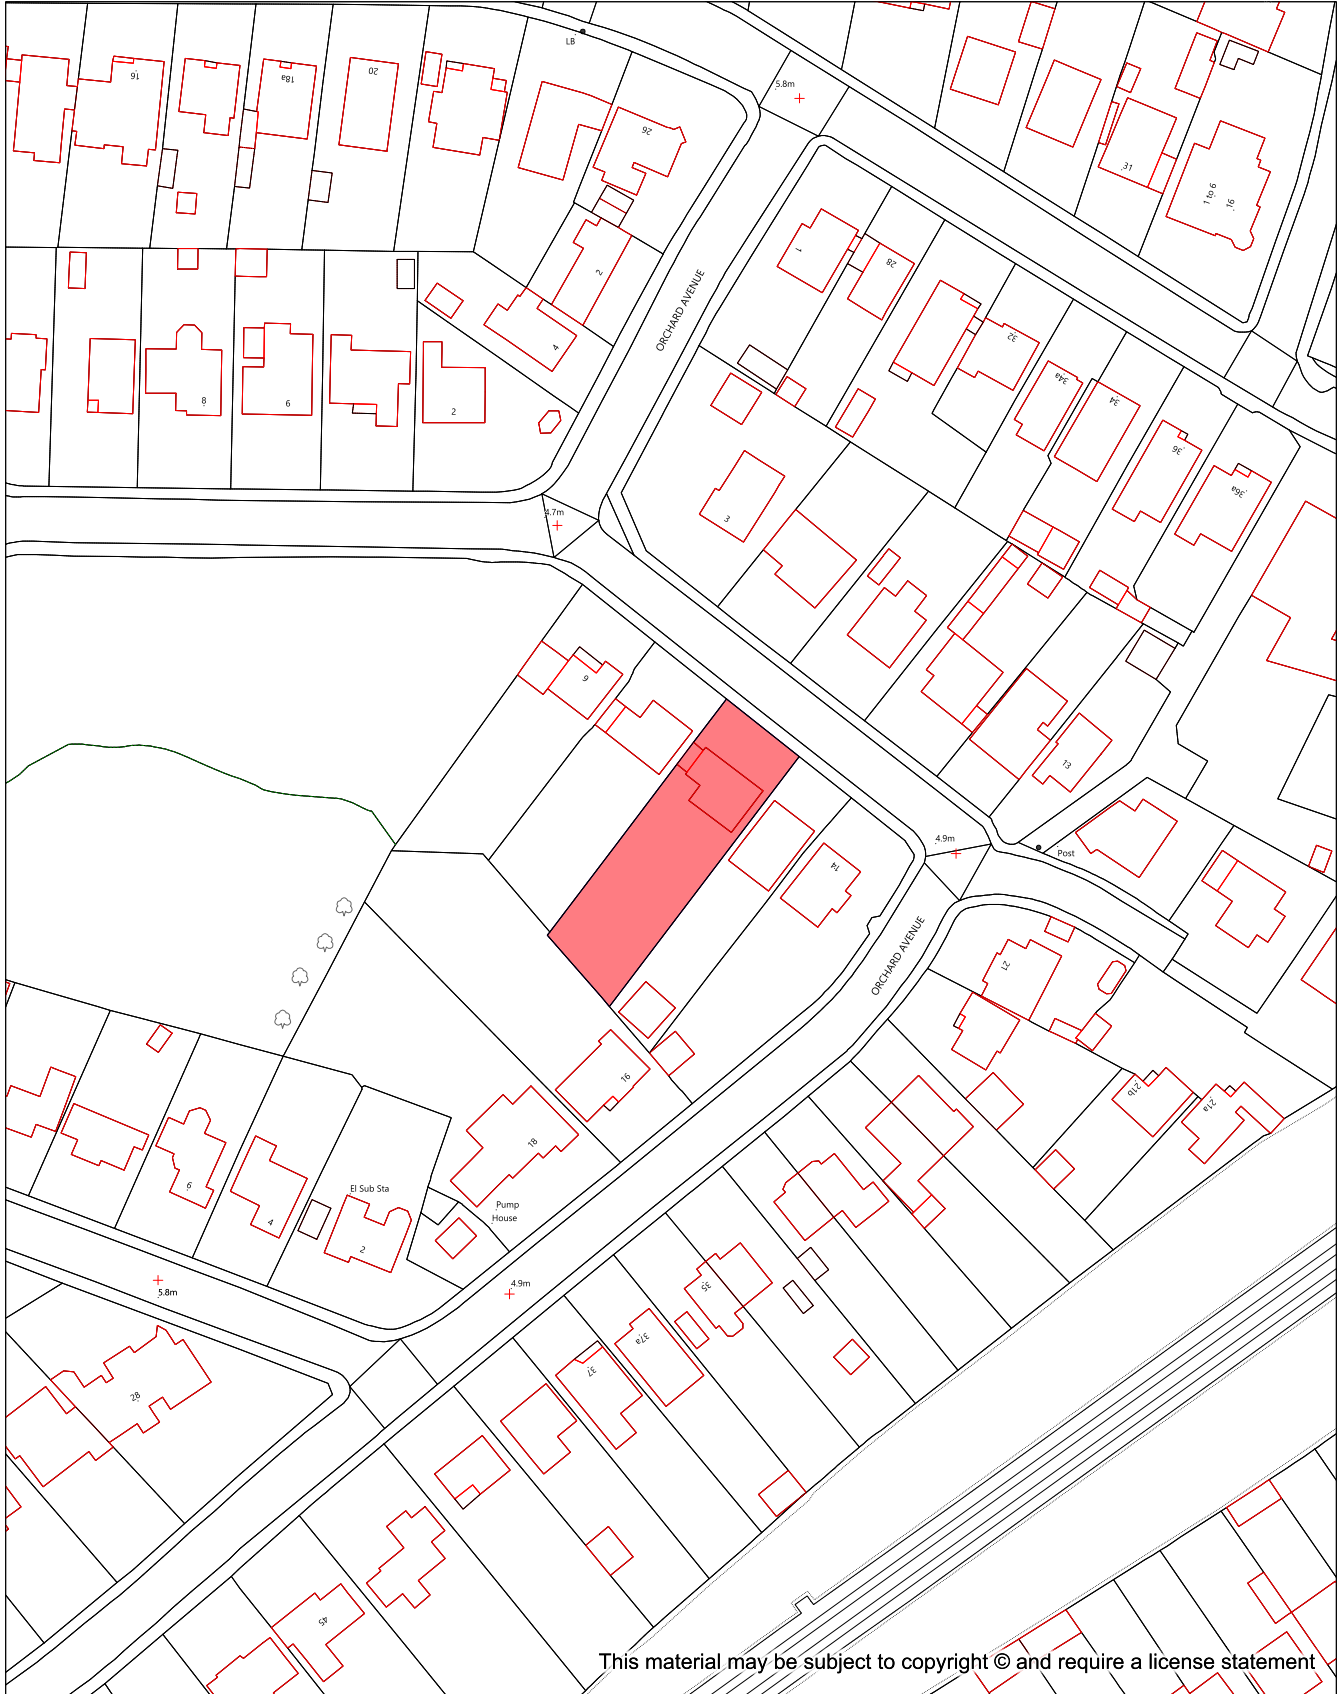 LB
5.8m
16
18a
20
26
31
1 to 6
16
1
28
2
ORCHARD AVENUE
4
32
34a
34
8
6
2
36
36a
4.7m
3
9
13
14
4.9m
Post
ORCHARD AVENUE
21
16
21b
21a
18
6
El Sub Sta
Pump
House
4
2
5.8m
4.9m
35
37a
37
28
45
This material may be subject to copyright © and require a license statement